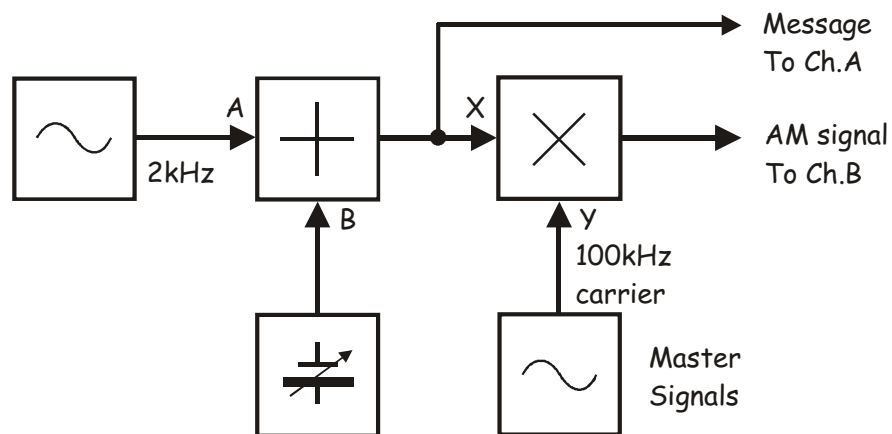 Message
To Ch.A
A
X
2kHz
AM signal
To Ch.B
B
Y
100kHz
carrier
Master
Signals